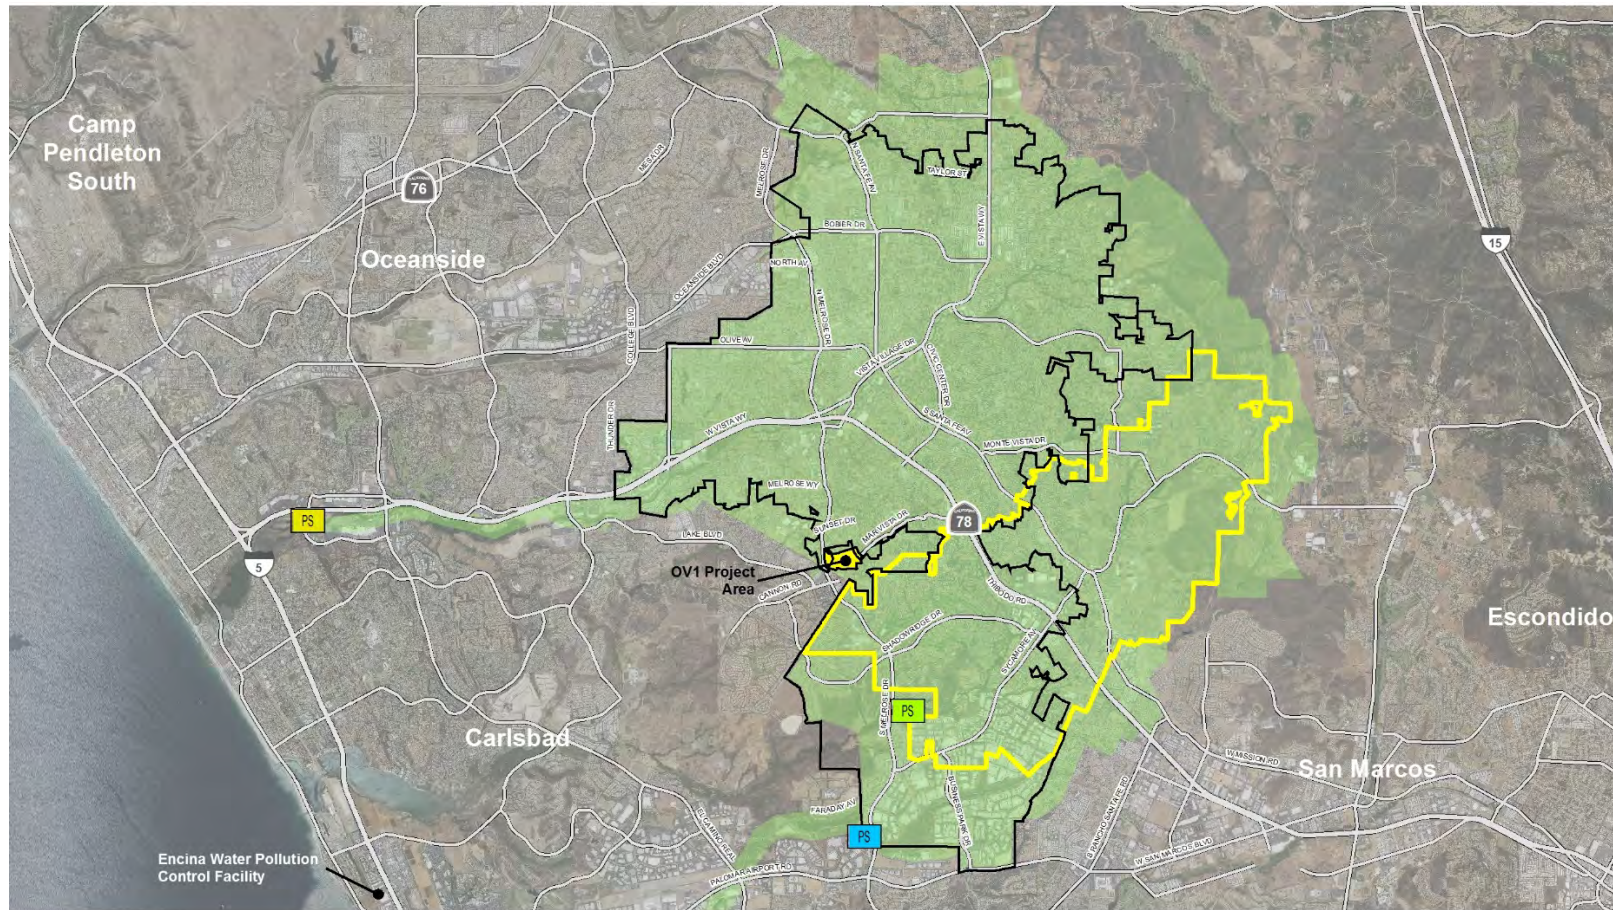 Camp
Pendleton
South
76
Oceanside
MESA DR
MELROSE DR
N SANTA FE AV
TAYLOR ST
E VISTA WY
BOBIER DR
NORTH AV
OCEANSIDE BLVD
N MELROSE DR
COLLEGE BLVD
OLIVE AV
VISTA VILLAGE DR
CIVIC CENTER DR
15
THUNDER DR
W VISTA WY
S SANTA FE AV
MONTE VISTA DR
MELROSE WY
PS
SUNSET DR
MAR VISTA DR
78
LAKE BLVD
5
OV1 Project
Area
CANNON RD
THIBODO RD
SHADOWRIDGE DR
SYCAMORE AV
Escondido
S MELROSE DR
PS
Carlsbad
W MISSION RD
San Marcos
FARADAY AV
BUSINESS PARK DR
S RANCHO SANTA FE RD
PS
EL CAMINO REAL
W SAN MARCOS BLVD
PALOMAR AIRPORT RD
Encina Water Pollution
Control Facility